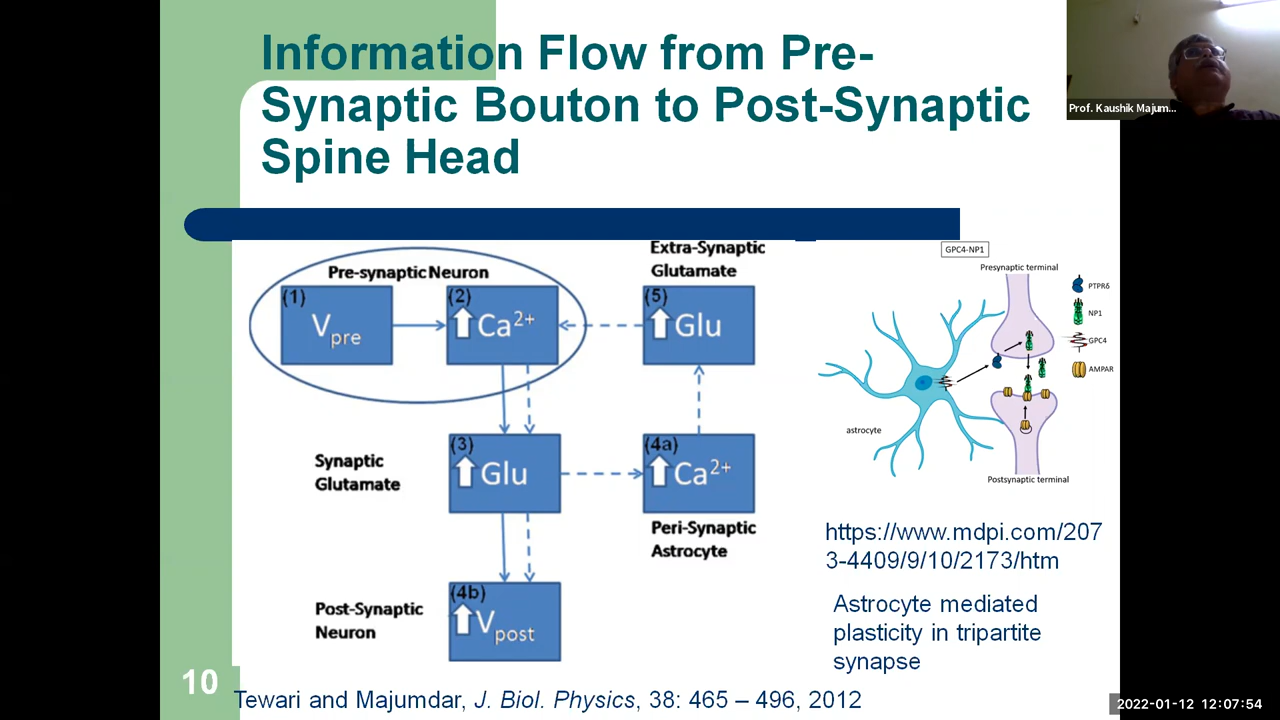 Information Flow from Pre-
Synaptic Bouton to Post-Synaptic
Spine Head
Prof. Kaushik Majum...
Pre-synaptic Neuron
(1)
Vpre
(2)
Ca2+
Extra-Synaptic
Glutamate
(5)
Glu
Synaptic
Glutamate
(3)
Glu
(4a)
Ca2+
Peri-Synaptic
Astrocyte
Post-Synaptic
Neuron
(4b)
Vpost
GPC4-NP1
Presynaptic terminal
PTPRδ
NP1
GPC4
AMPAR
astrocyte
Postsynaptic terminal
https://www.mdpi.com/207
3-4409/9/10/2173/htm
Astrocyte mediated
plasticity in tripartite
synapse
10
Tewari and Majumdar, J. Biol. Physics, 38: 465 – 496, 2012
2022-01-12 12:07:54